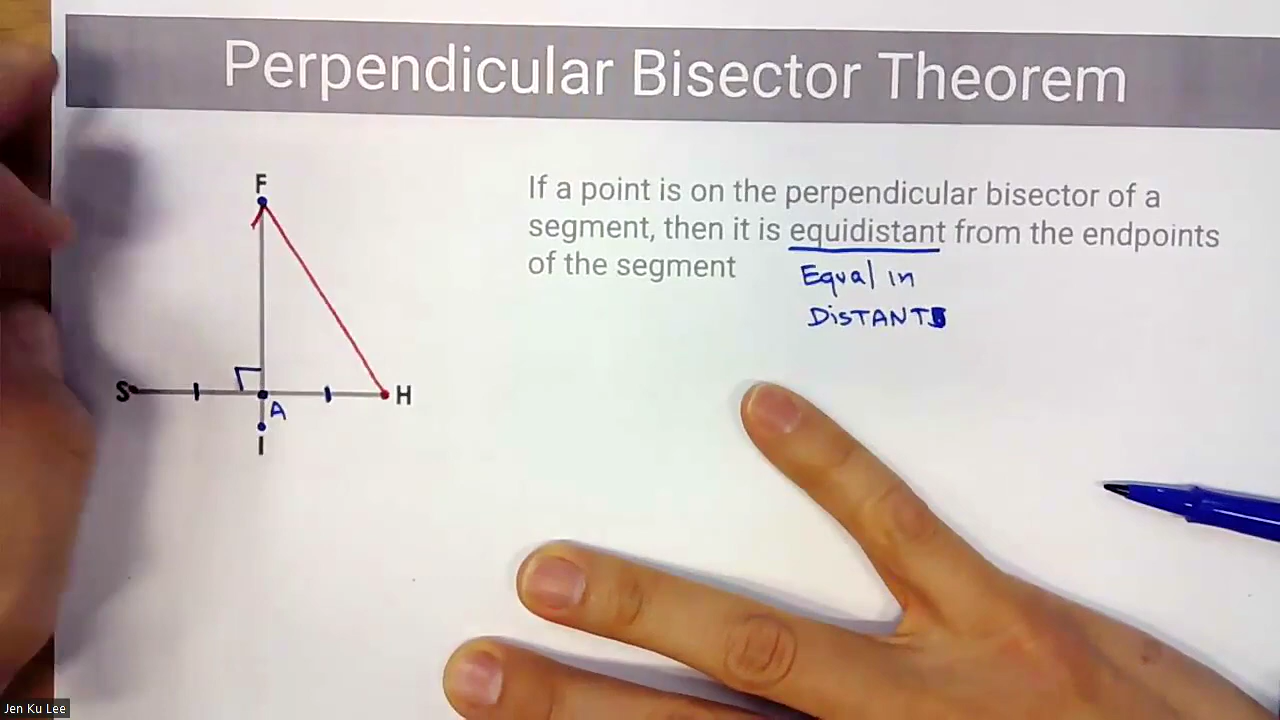 Perpendicular Bisector Theorem
F
If a point is on the perpendicular bisector of a
segment, then it is equidistant from the endpoints
of the segment
Equal in
DiSTANT
S
H
A
I
Jen Ku Lee